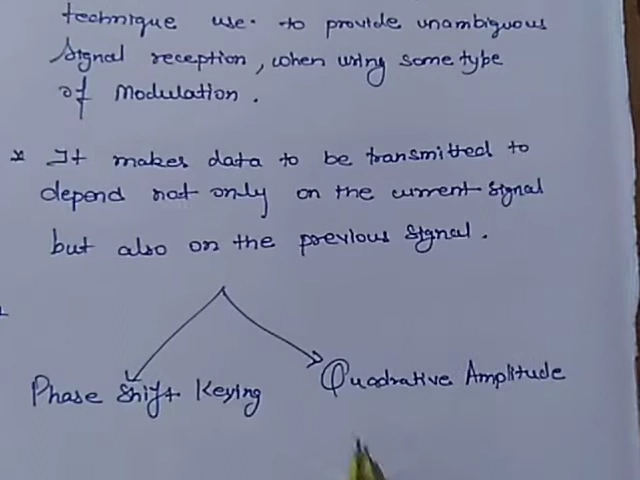 technique use. to provide unambiguous
signal reception, when using some type
of Modulation.
* It makes data to be transmitted to
depend not only on the current signal
but also on the previous signal.
Phase Shift Keying
Quadrative Amplitude